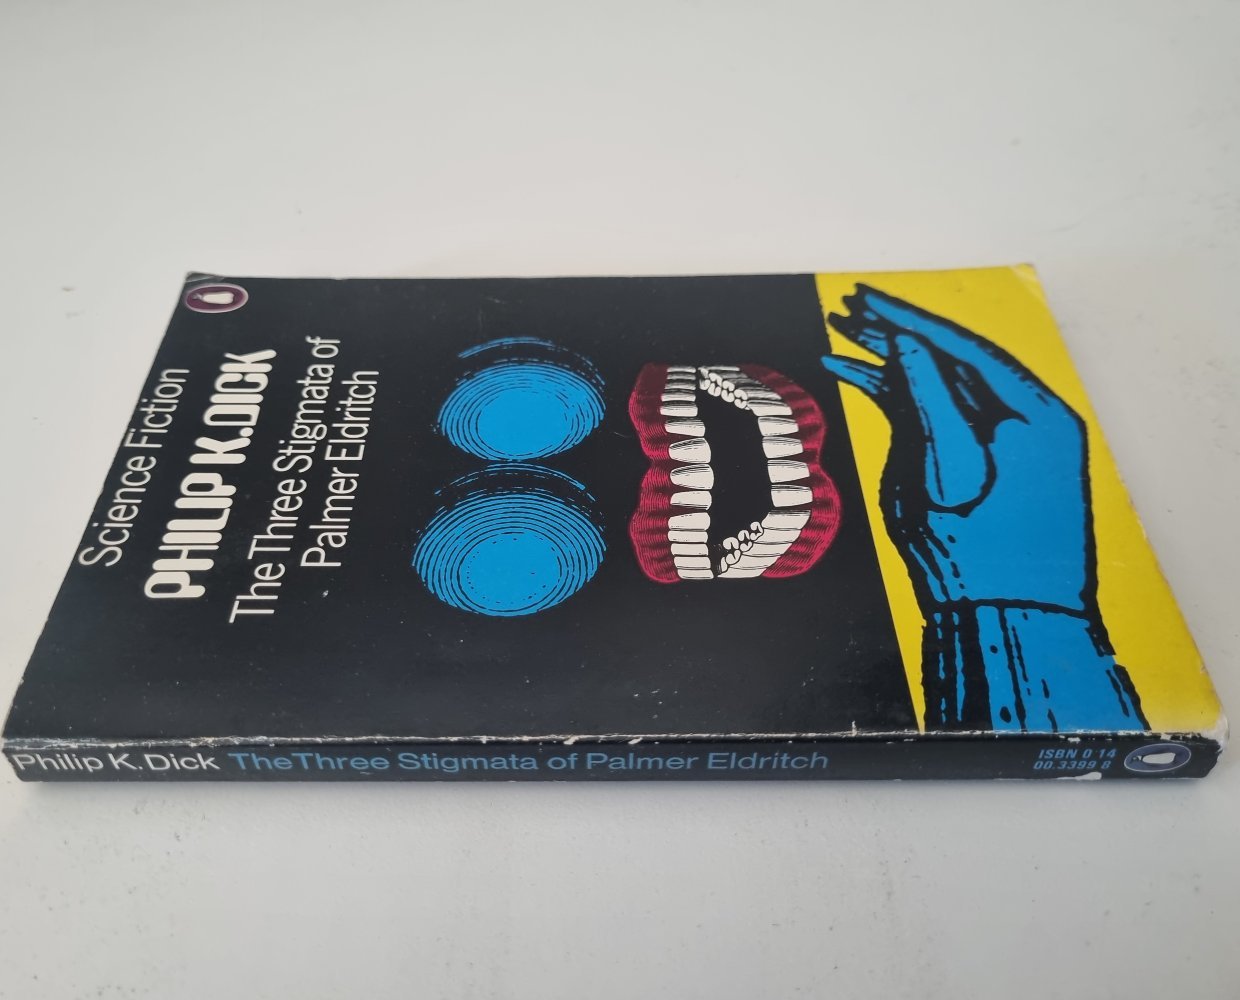 Science Fiction
PHILIP K.DICK
The Three Stigmata of
Palmer Eldritch
Philip K. Dick The Three Stigmata of Palmer Eldritch
ISBN 0 14
00.3399 8